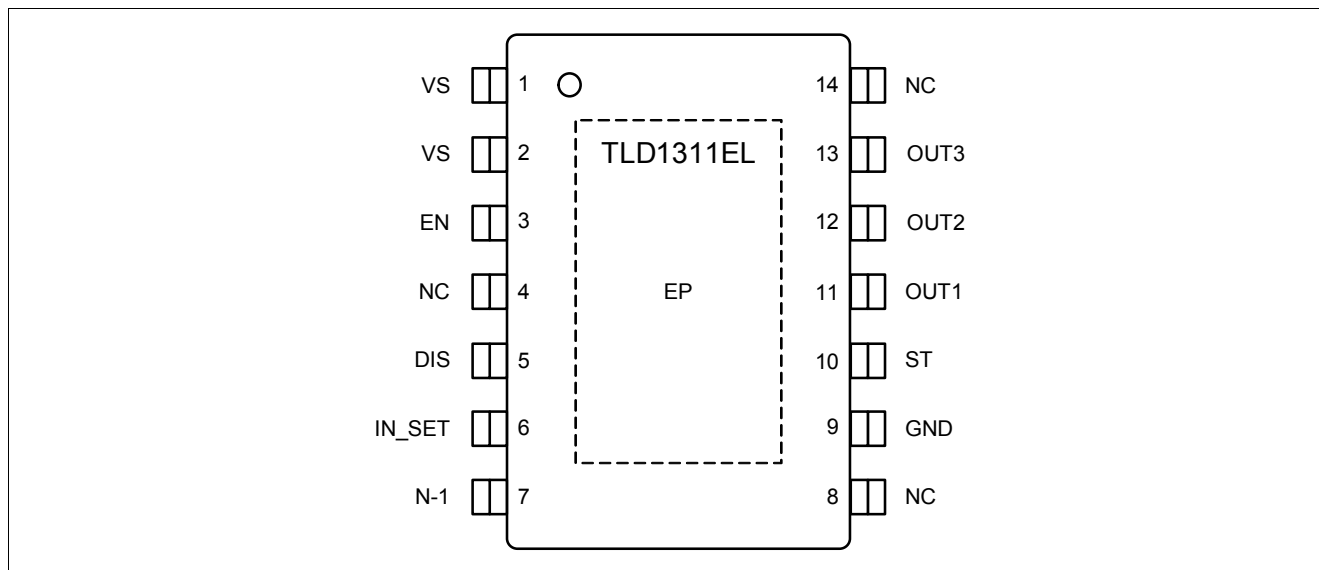 VS 1 14 NC
VS 2 TLD1311EL 13 OUT3
EN 3 12 OUT2
NC 4 EP 11 OUT1
DIS 5 10 ST
IN_SET 6 9 GND
N-1 7 8 NC